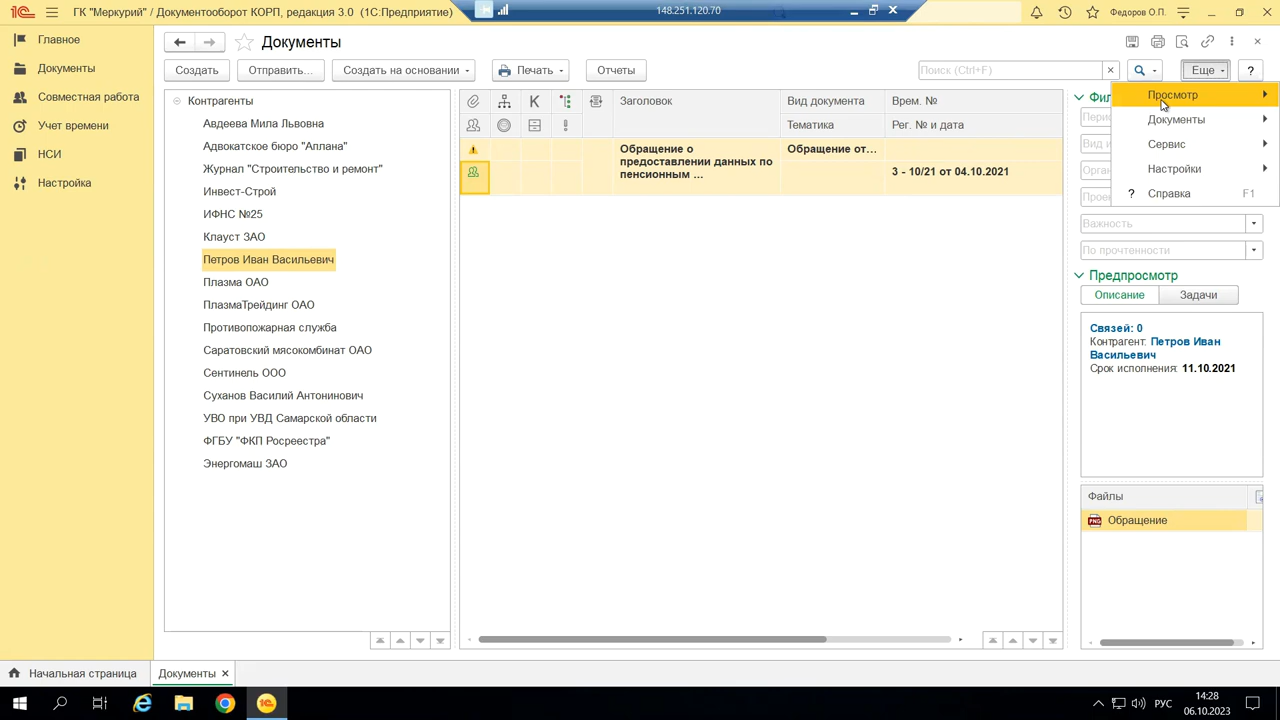 ГК "Меркурий" / Документооборот КОРП, редакция 3.0 (1С:Предприятие)
148.251.120.70
Федоров О.П.
Главное
Документы
Совместная работа
Учет времени
НСИ
Настройка
Документы
Создать
Отправить...
Создать на основании
Печать
Отчеты
Поиск (Ctrl+F)
Еще
?
Просмотр
Документы
Сервис
Настройки
? Справка F1
Контрагенты
Авдеева Мила Львовна
Адвокатское бюро "Аплана"
Журнал "Строительство и ремонт"
Инвест-Строй
ИФНС №25
Клауст ЗАО
Петров Иван Васильевич
Плазма ОАО
ПлазмаТрейдинг ОАО
Противопожарная служба
Саратовский мясокомбинат ОАО
Сентинель ООО
Суханов Василий Антонинович
УВО при УВД Самарской области
ФГБУ "ФКП Росреестра"
Энергомаш ЗАО
К
Заголовок
Вид документа
Врем. №
Тематика
Рег. № и дата
Обращение о
предоставлении данных по
пенсионным ...
Обращение от...
3 - 10/21 от 04.10.2021
Важность
По прочтенности
Предпросмотр
Описание
Задачи
Связей: 0
Контрагент: Петров Иван
Васильевич
Срок исполнения: 11.10.2021
Файлы
PNG Обращение
Начальная страница
Документы
РУС
14:28
06.10.2023